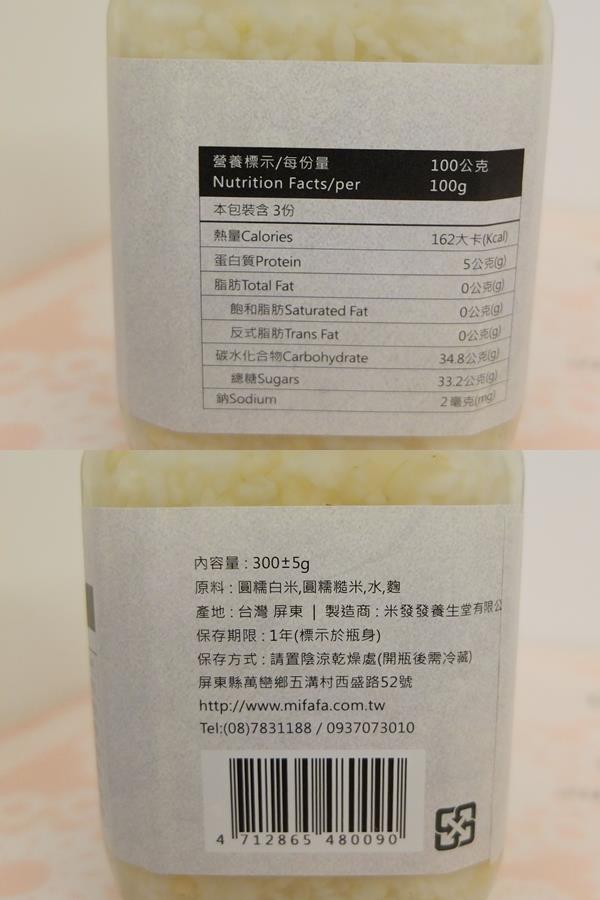 營養標示/每份量 100公克
Nutrition Facts/per 100g
本包裝含 3份
熱量Calories 162大卡(Kcal)
蛋白質Protein 5公克(g)
脂肪Total Fat 0公克(g)
飽和脂肪Saturated Fat 0公克(g)
反式脂肪Trans Fat 0公克(g)
碳水化合物Carbohydrate 34.8公克(g)
總糖Sugars 33.2公克(g)
鈉Sodium 2毫克(mg)
內容量：300±5g
原料：圓糯白米,圓糯糙米,水,麴
產地：台灣 屏東 | 製造商：米發發養生堂有限公
保存期限：1年(標示於瓶身)
保存方式：請置陰涼乾燥處(開瓶後需冷藏)
屏東縣萬巒鄉五溝村西盛路52號
http://www.mifafa.com.tw
Tel:(08)7831188 / 0937073010
4 712865 480090